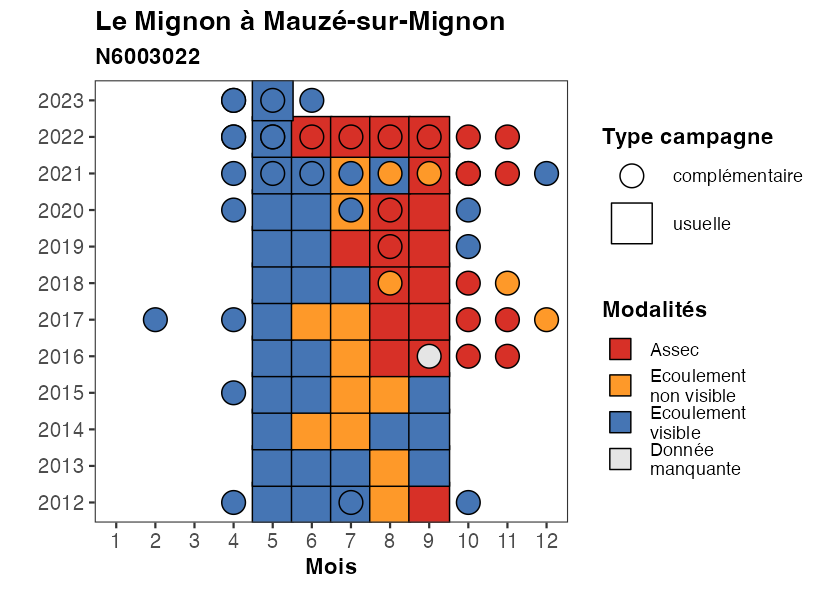 Le Mignon à Mauzé-sur-Mignon
N6003022
2023
2022
2021
2020
2019
2018
2017
2016
2015
2014
2013
2012
1 2 3 4 5 6 7 8 9 10 11 12
Mois
Type campagne
complémentaire
usuelle
Modalités
Assec
Ecoulement
non visible
Ecoulement
visible
Donnée
manquante